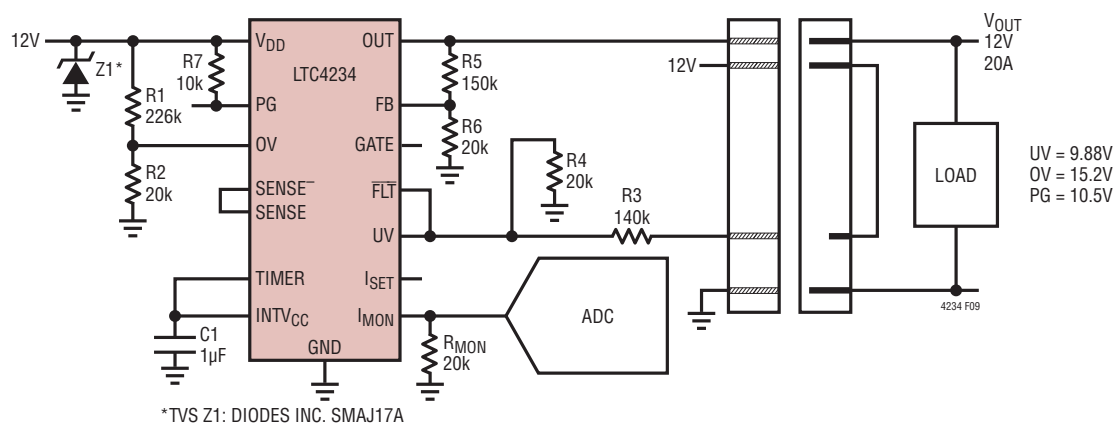 12V
Z1*
R1
226k
R2
20k
R7
10k
VDD
PG
OV
SENSE–
SENSE
TIMER
INTVCC
C1
1µF
LTC4234
GND
OUT
FB
GATE
FLT
UV
ISET
IMON
R5
150k
R6
20k
R4
20k
R3
140k
RMON
20k
ADC
12V
VOUT
12V
20A
LOAD
UV = 9.88V
OV = 15.2V
PG = 10.5V
4234 F09
*TVS Z1: DIODES INC. SMAJ17A